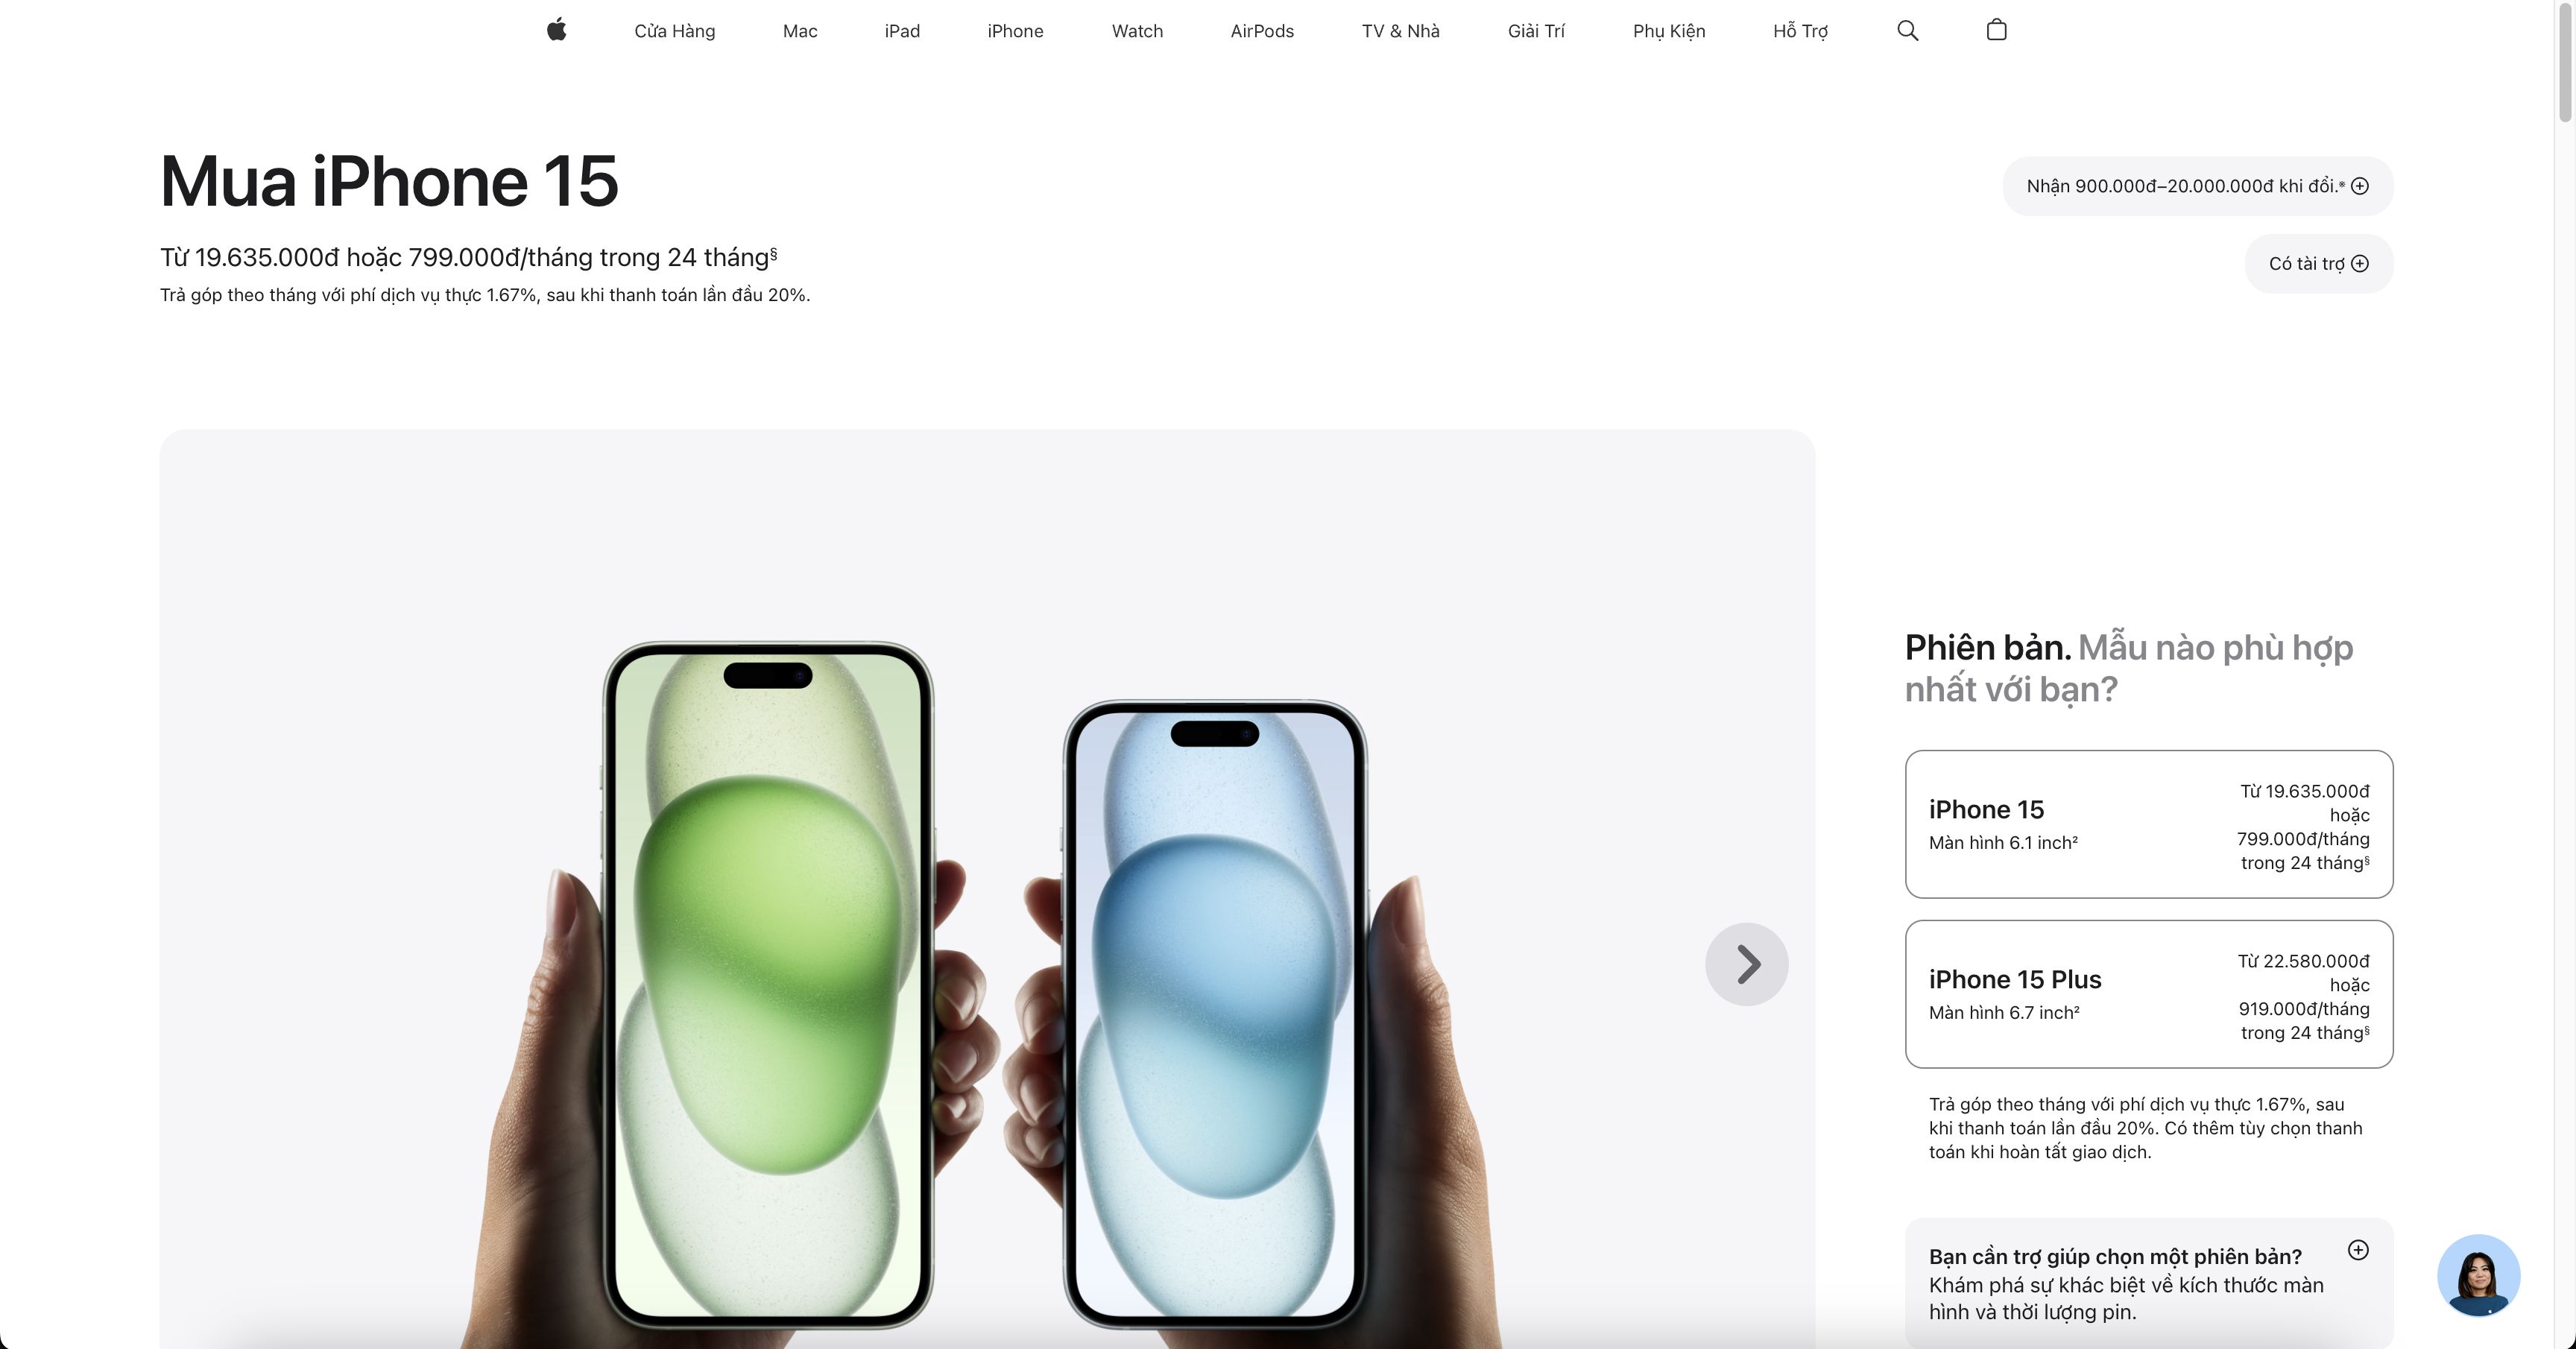 Cửa Hàng Mac iPad iPhone Watch AirPods TV & Nhà Giải Trí Phụ Kiện Hỗ Trợ
Mua iPhone 15
Từ 19.635.000đ hoặc 799.000đ/tháng trong 24 tháng§
Trả góp theo tháng với phí dịch vụ thực 1.67%, sau khi thanh toán lần đầu 20%.
Nhận 900.000đ–20.000.000đ khi đổi.※
Có tài trợ
Phiên bản. Mẫu nào phù hợp
nhất với bạn?
iPhone 15
Màn hình 6.1 inch²
Từ 19.635.000đ
hoặc
799.000đ/tháng
trong 24 tháng§
iPhone 15 Plus
Màn hình 6.7 inch²
Từ 22.580.000đ
hoặc
919.000đ/tháng
trong 24 tháng§
Trả góp theo tháng với phí dịch vụ thực 1.67%, sau
khi thanh toán lần đầu 20%. Có thêm tùy chọn thanh
toán khi hoàn tất giao dịch.
Bạn cần trợ giúp chọn một phiên bản?
Khám phá sự khác biệt về kích thước màn
hình và thời lượng pin.